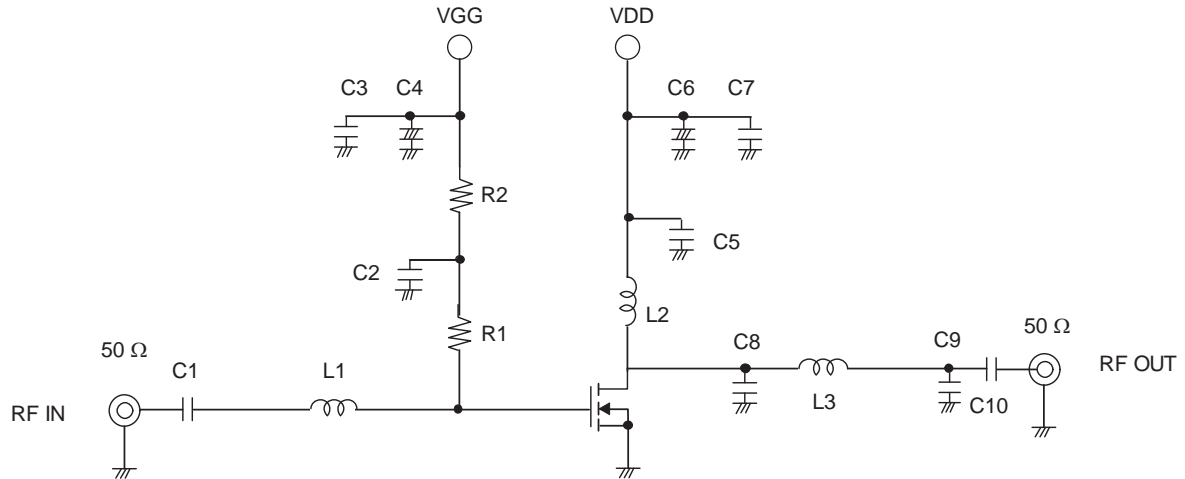 VGG
VDD
C3
C4
C6
C7
R2
C5
C2
L2
R1
50 Ω
C8
C9
50 Ω
C1
L1
RF OUT
L3
C10
RF IN